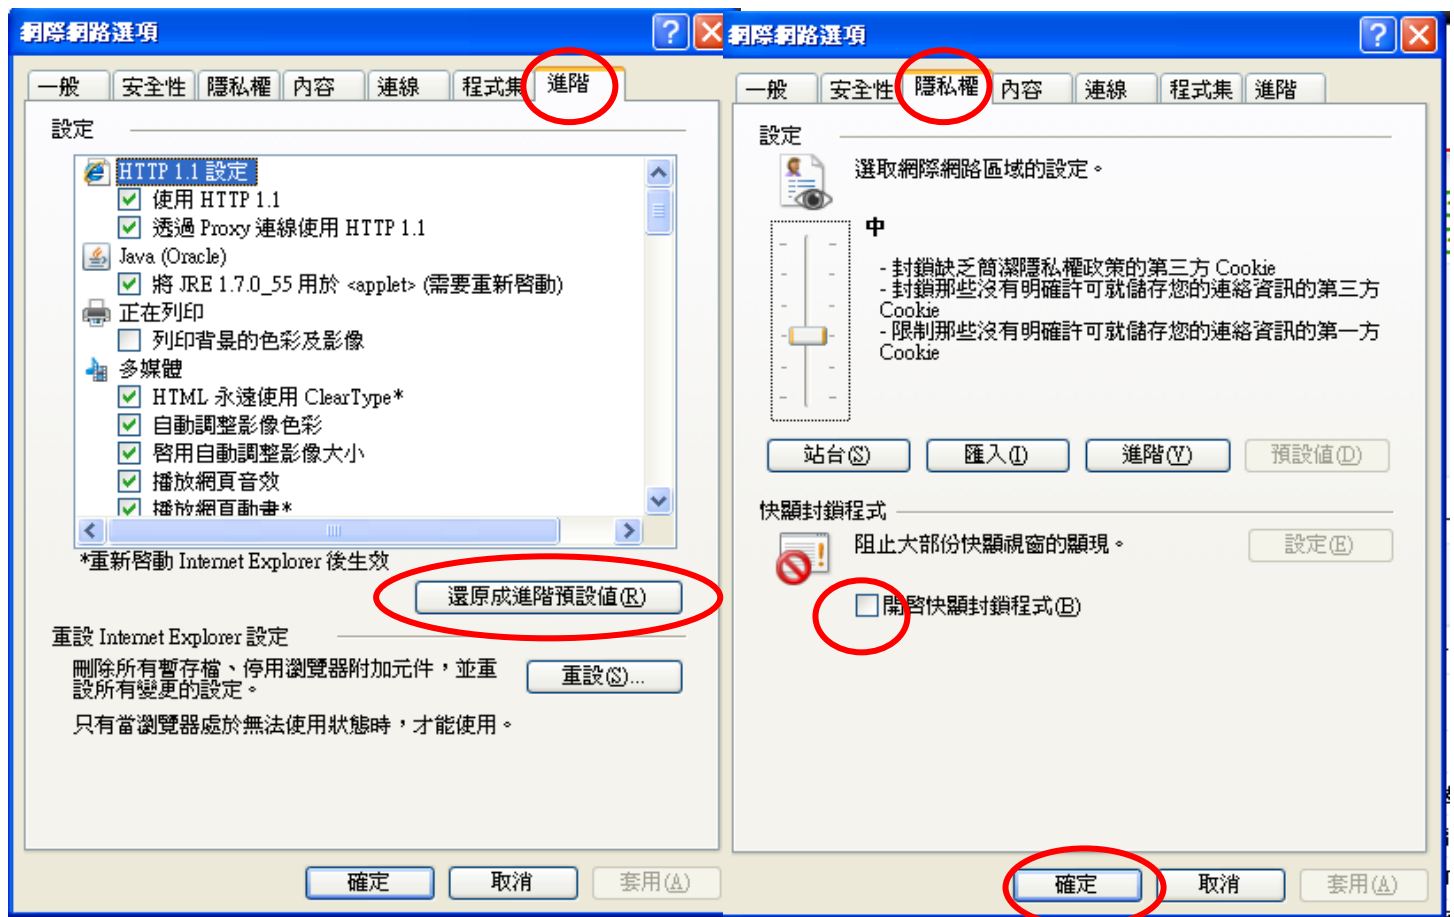 網際網路選項
一般 安全性 隱私權 內容 連線 程式集 進階
設定
HTTP 1.1 設定
使用 HTTP 1.1
透過 Proxy 連線使用 HTTP 1.1
Java (Oracle)
將 JRE 1.7.0_55 用於 <applet> (需要重新啟動)
正在列印
列印背景的色彩及影像
多媒體
HTML 永遠使用 ClearType*
自動調整影像色彩
啟用自動調整影像大小
播放網頁音效
播放網頁動畫*
*重新啟動 Internet Explorer 後生效
還原成進階預設值(R)
重設 Internet Explorer 設定
刪除所有暫存檔、停用瀏覽器附加元件，並重
設所有變更的設定。
重設(S)...
只有當瀏覽器處於無法使用狀態時，才能使用。
確定 取消 套用(A)
網際網路選項
一般 安全性 隱私權 內容 連線 程式集 進階
設定
選取網際網路區域的設定。
中
- 封鎖缺乏簡潔隱私權政策的第三方 Cookie
- 封鎖那些沒有明確許可就儲存您的連絡資訊的第三方
Cookie
- 限制那些沒有明確許可就儲存您的連絡資訊的第一方
Cookie
站台(S) 匯入(I) 進階(V) 預設值(D)
快顯封鎖程式
阻止大部份快顯視窗的顯現。
設定(E)
開啟快顯封鎖程式(B)
確定 取消 套用(A)